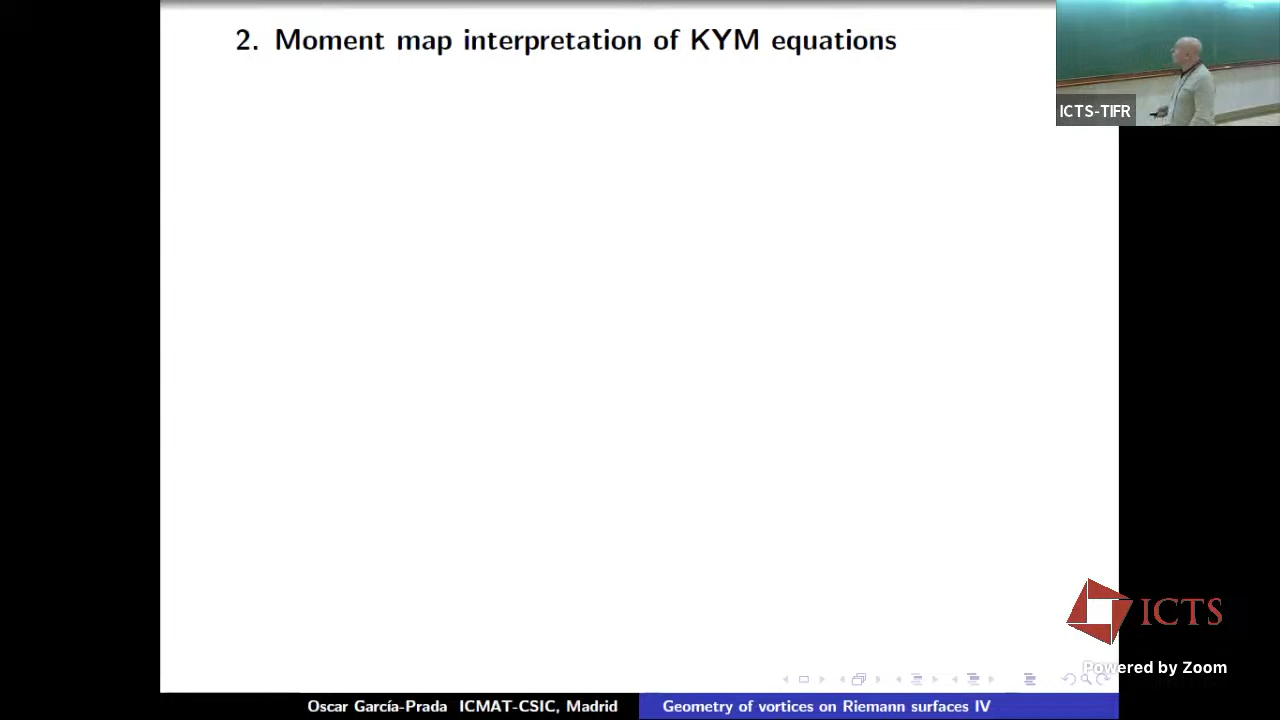 2. Moment map interpretation of KYM equations
ICTS-TIFR
ICTS
Powered by Zoom
Oscar García-Prada ICMAT-CSIC, Madrid
Geometry of vortices on Riemann surfaces IV